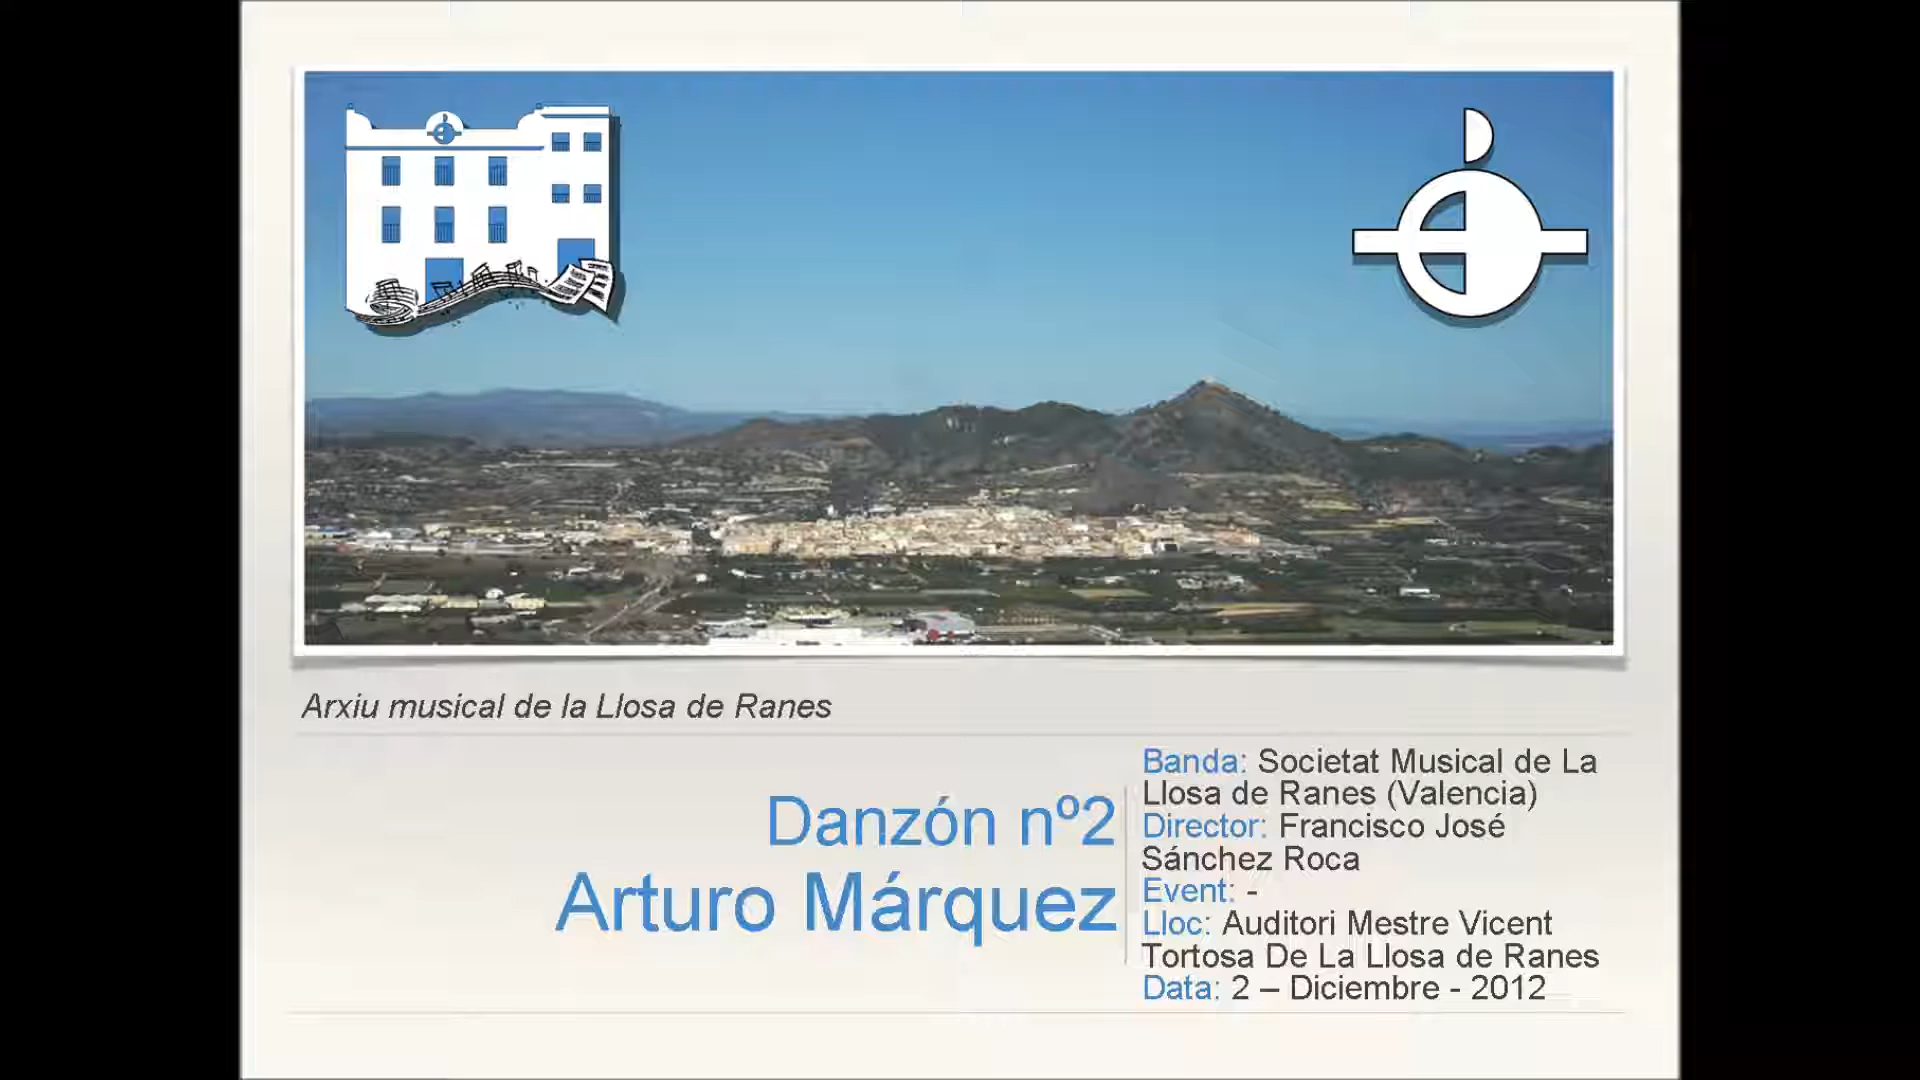 Arxiu musical de la Llosa de Ranes
Danzón nº2
Arturo Márquez
Banda: Societat Musical de La
Llosa de Ranes (Valencia)
Director: Francisco José
Sánchez Roca
Event: -
Lloc: Auditori Mestre Vicent
Tortosa De La Llosa de Ranes
Data: 2 – Diciembre - 2012